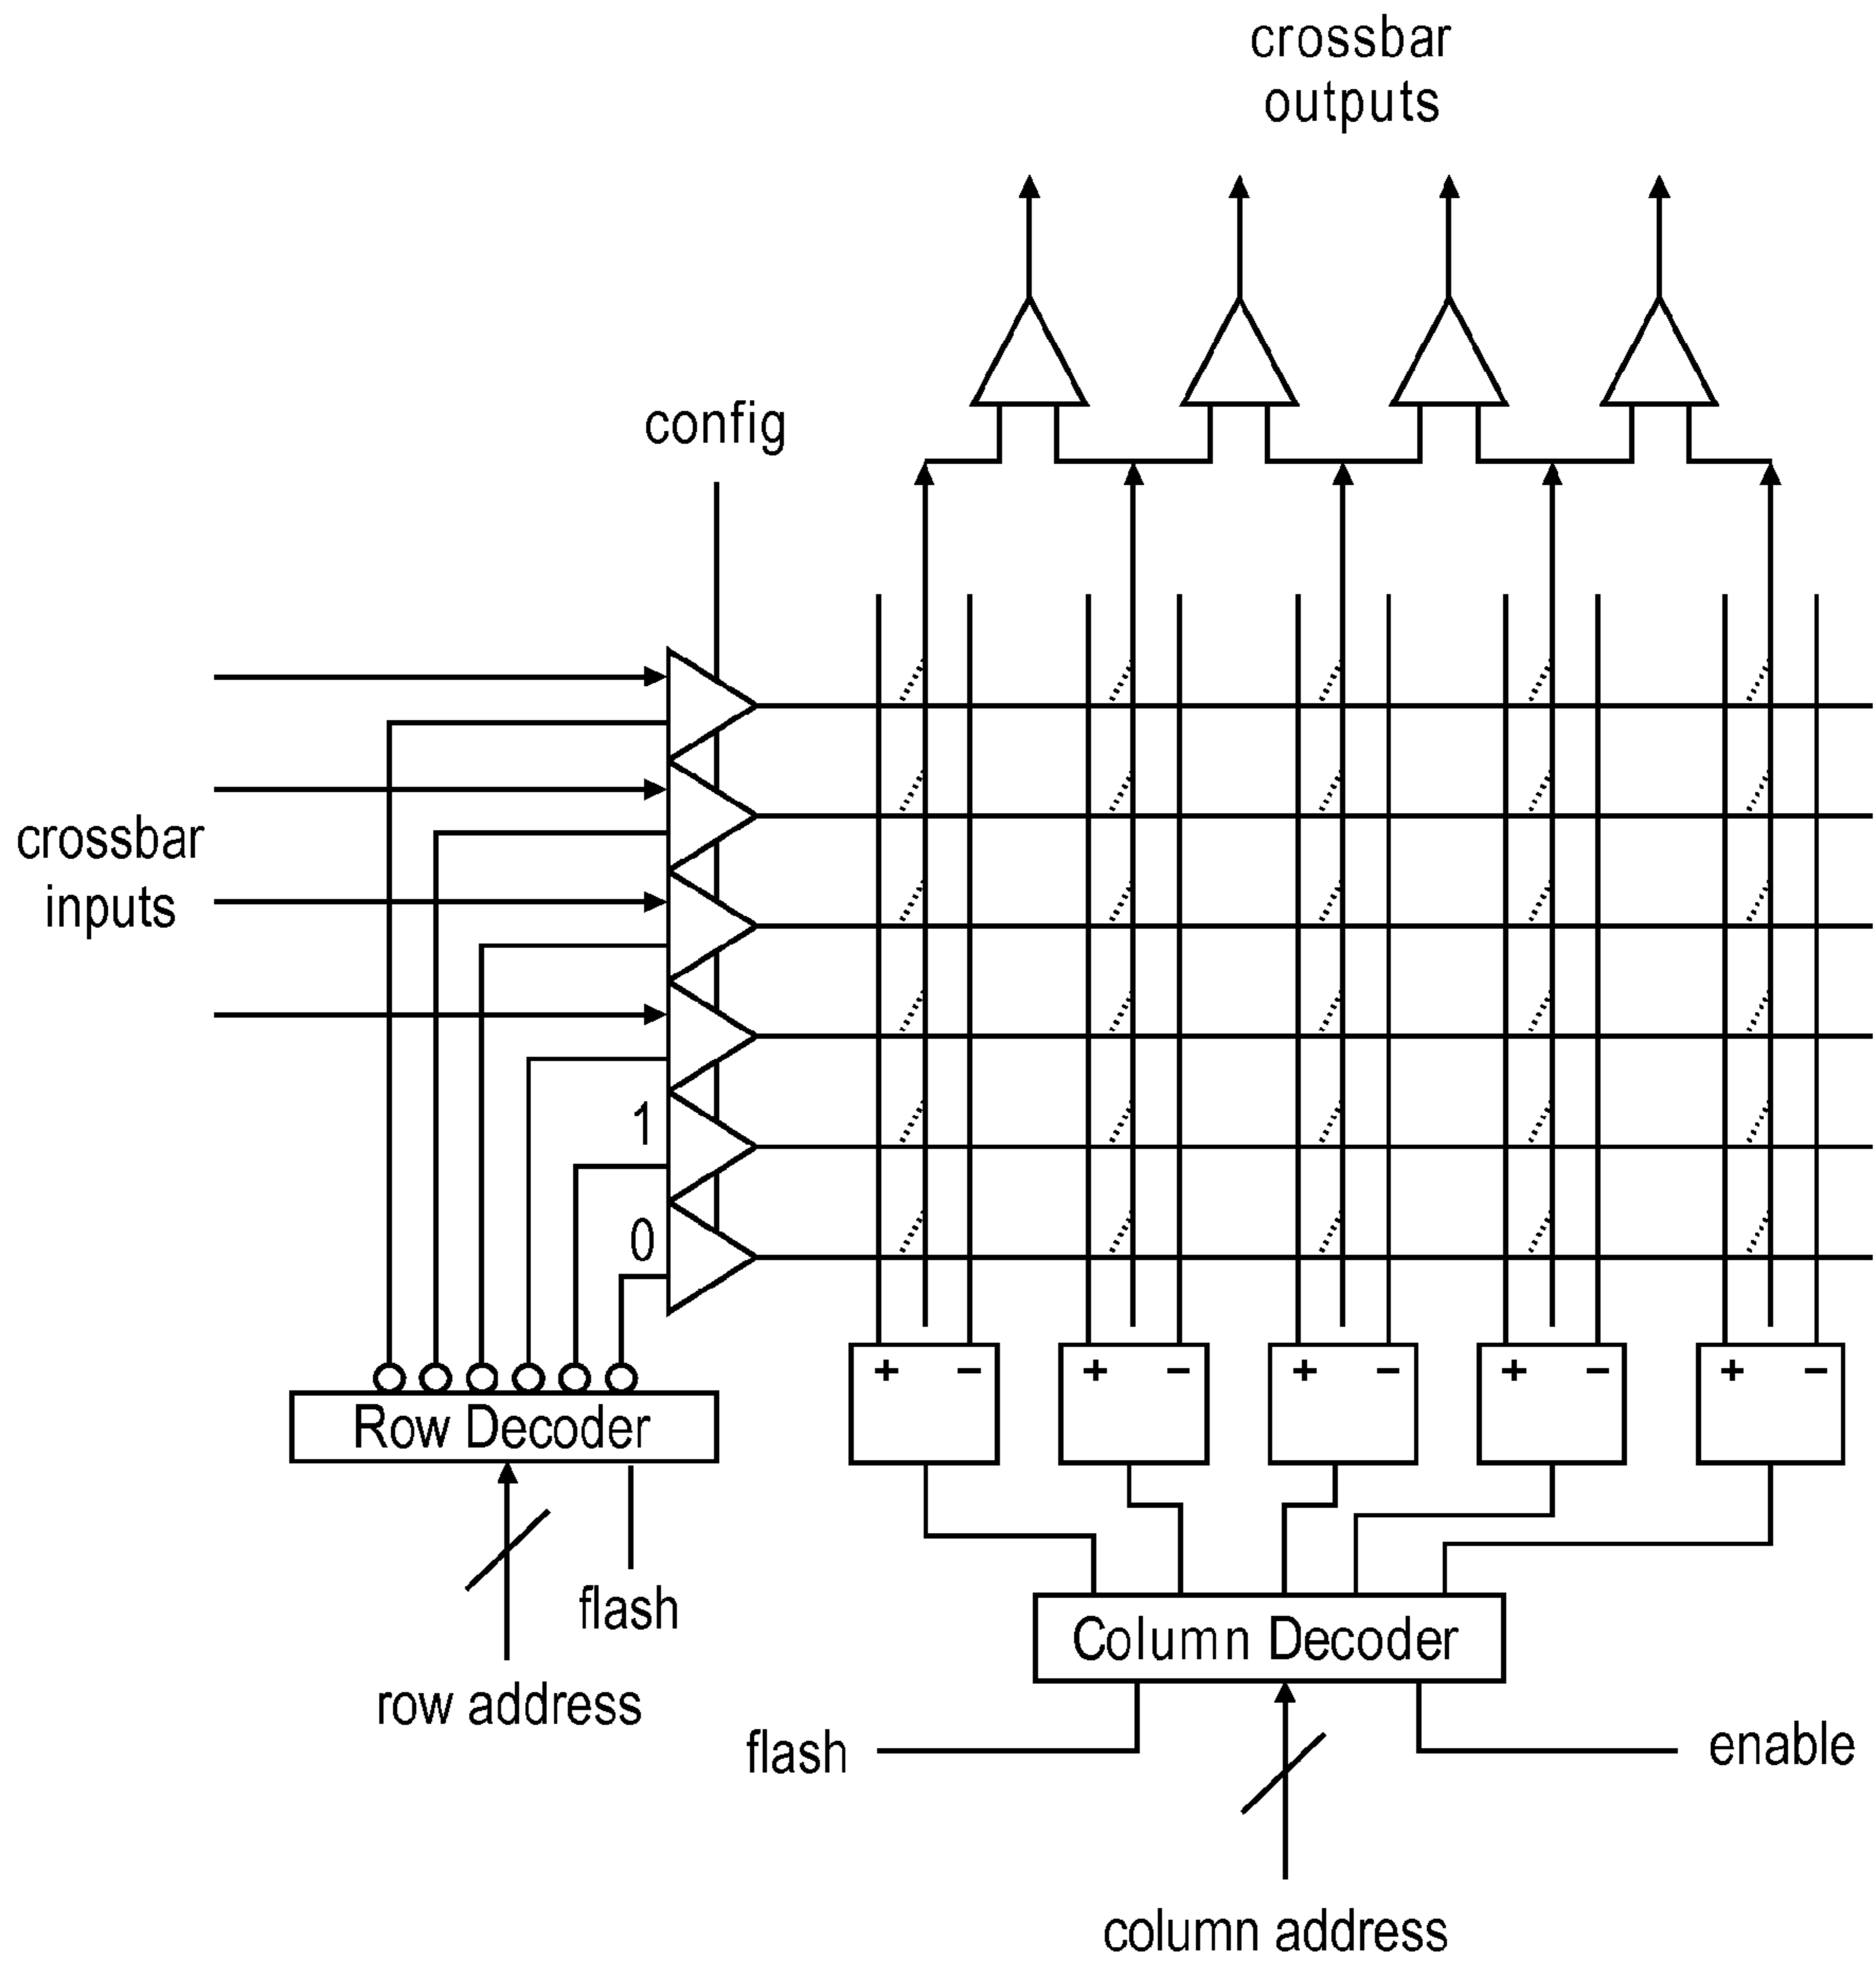 crossbar
outputs
config
crossbar
inputs
1
0
+ − + − + − + − + −
Row Decoder
flash
row address
Column Decoder
flash
enable
column address